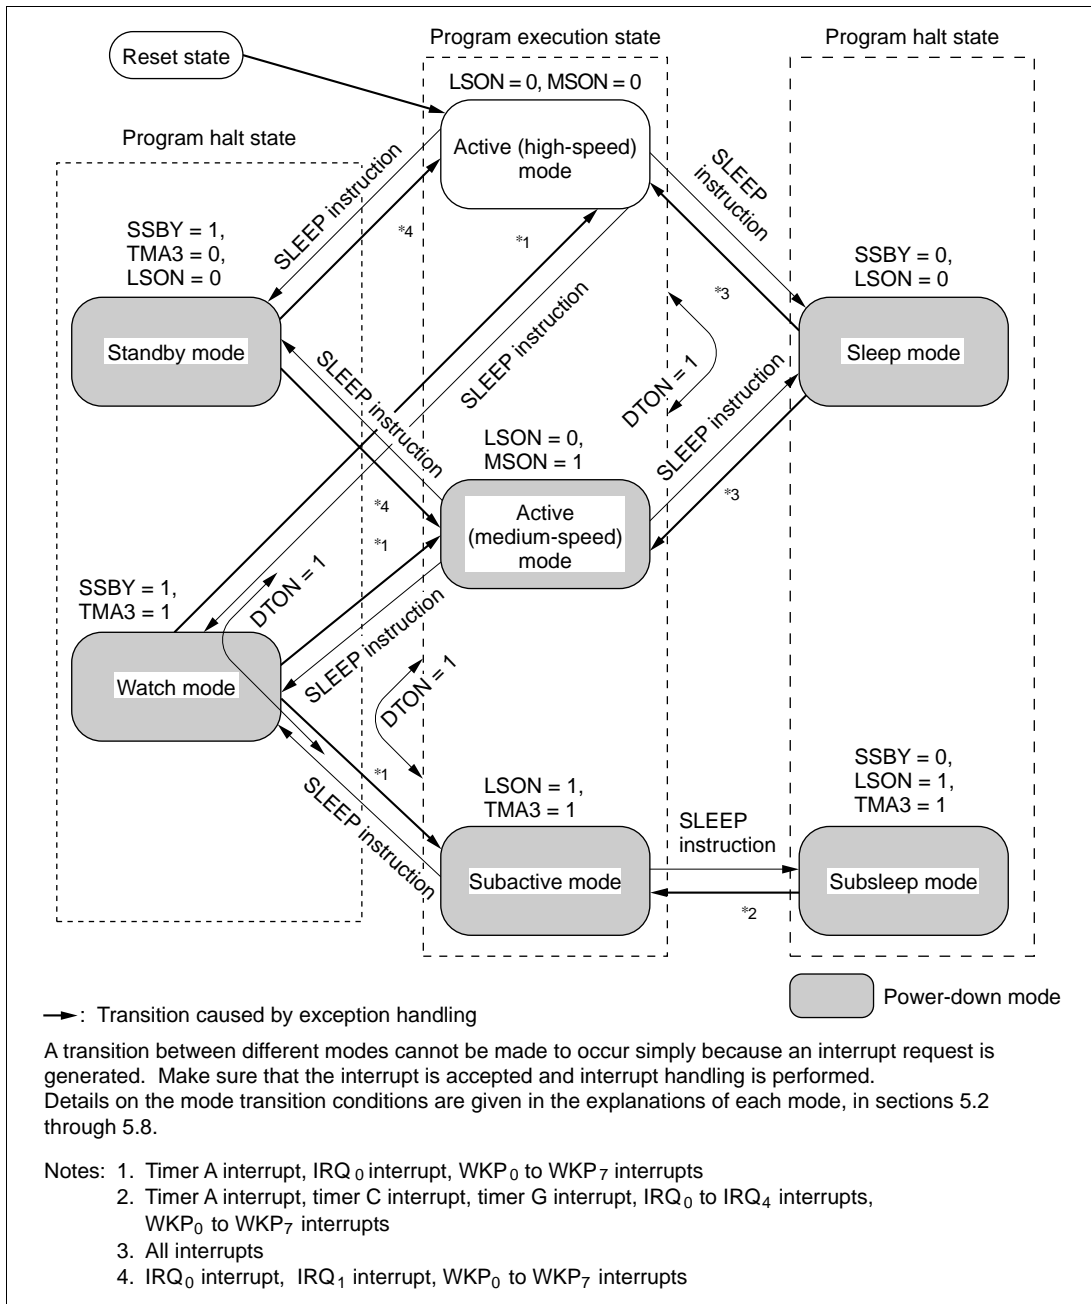 Program execution state
Program halt state
Reset state
LSON = 0, MSON = 0
Active (high-speed)
mode
Program halt state
SLEEP instruction
*4
*1
SLEEP
instruction
*3
SSBY = 1,
TMA3 = 0,
LSON = 0
Standby mode
SSBY = 0,
LSON = 0
Sleep mode
SLEEP instruction
SLEEP instruction
DTON = 1
SLEEP instruction
*3
LSON = 0,
MSON = 1
Active
(medium-speed)
mode
*4
*1
SSBY = 1,
TMA3 = 1
DTON = 1
SLEEP instruction
Watch mode
DTON = 1
*1
SLEEP instruction
LSON = 1,
TMA3 = 1
Subactive mode
SLEEP
instruction
*2
SSBY = 0,
LSON = 1,
TMA3 = 1
Subsleep mode
Power-down mode
: Transition caused by exception handling
A transition between different modes cannot be made to occur simply because an interrupt request is
generated. Make sure that the interrupt is accepted and interrupt handling is performed.
Details on the mode transition conditions are given in the explanations of each mode, in sections 5.2
through 5.8.
Notes: 1. Timer A interrupt, IRQ0 interrupt, WKP0 to WKP7 interrupts
2. Timer A interrupt, timer C interrupt, timer G interrupt, IRQ0 to IRQ4 interrupts,
WKP0 to WKP7 interrupts
3. All interrupts
4. IRQ0 interrupt, IRQ1 interrupt, WKP0 to WKP7 interrupts